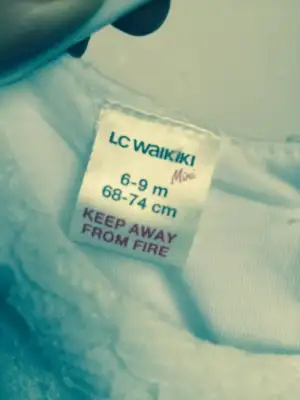 LC WAIKIKI
Mini
6-9 m
68-74 cm
KEEP AWAY
FROM FIRE